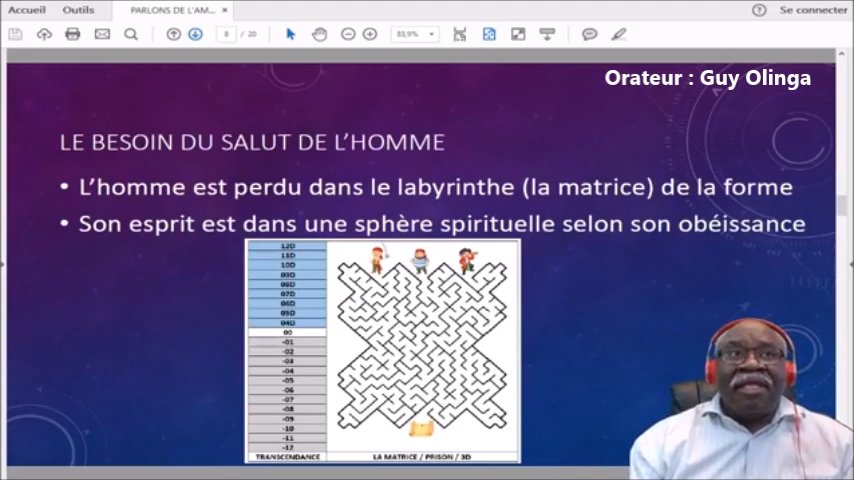 Accueil Outils PARLONS DE L'AM... × ? Se connecter
8 / 20 83,9%
Orateur : Guy Olinga
LE BESOIN DU SALUT DE L'HOMME
• L'homme est perdu dans le labyrinthe (la matrice) de la forme
• Son esprit est dans une sphère spirituelle selon son obéissance
12D
11D
10D
09D
08D
07D
06D
05D
04D
00
-01
-02
-03
-04
-05
-06
-07
-08
-09
-10
-11
-12
TRANSCENDANCE LA MATRICE / PRISON / 3D